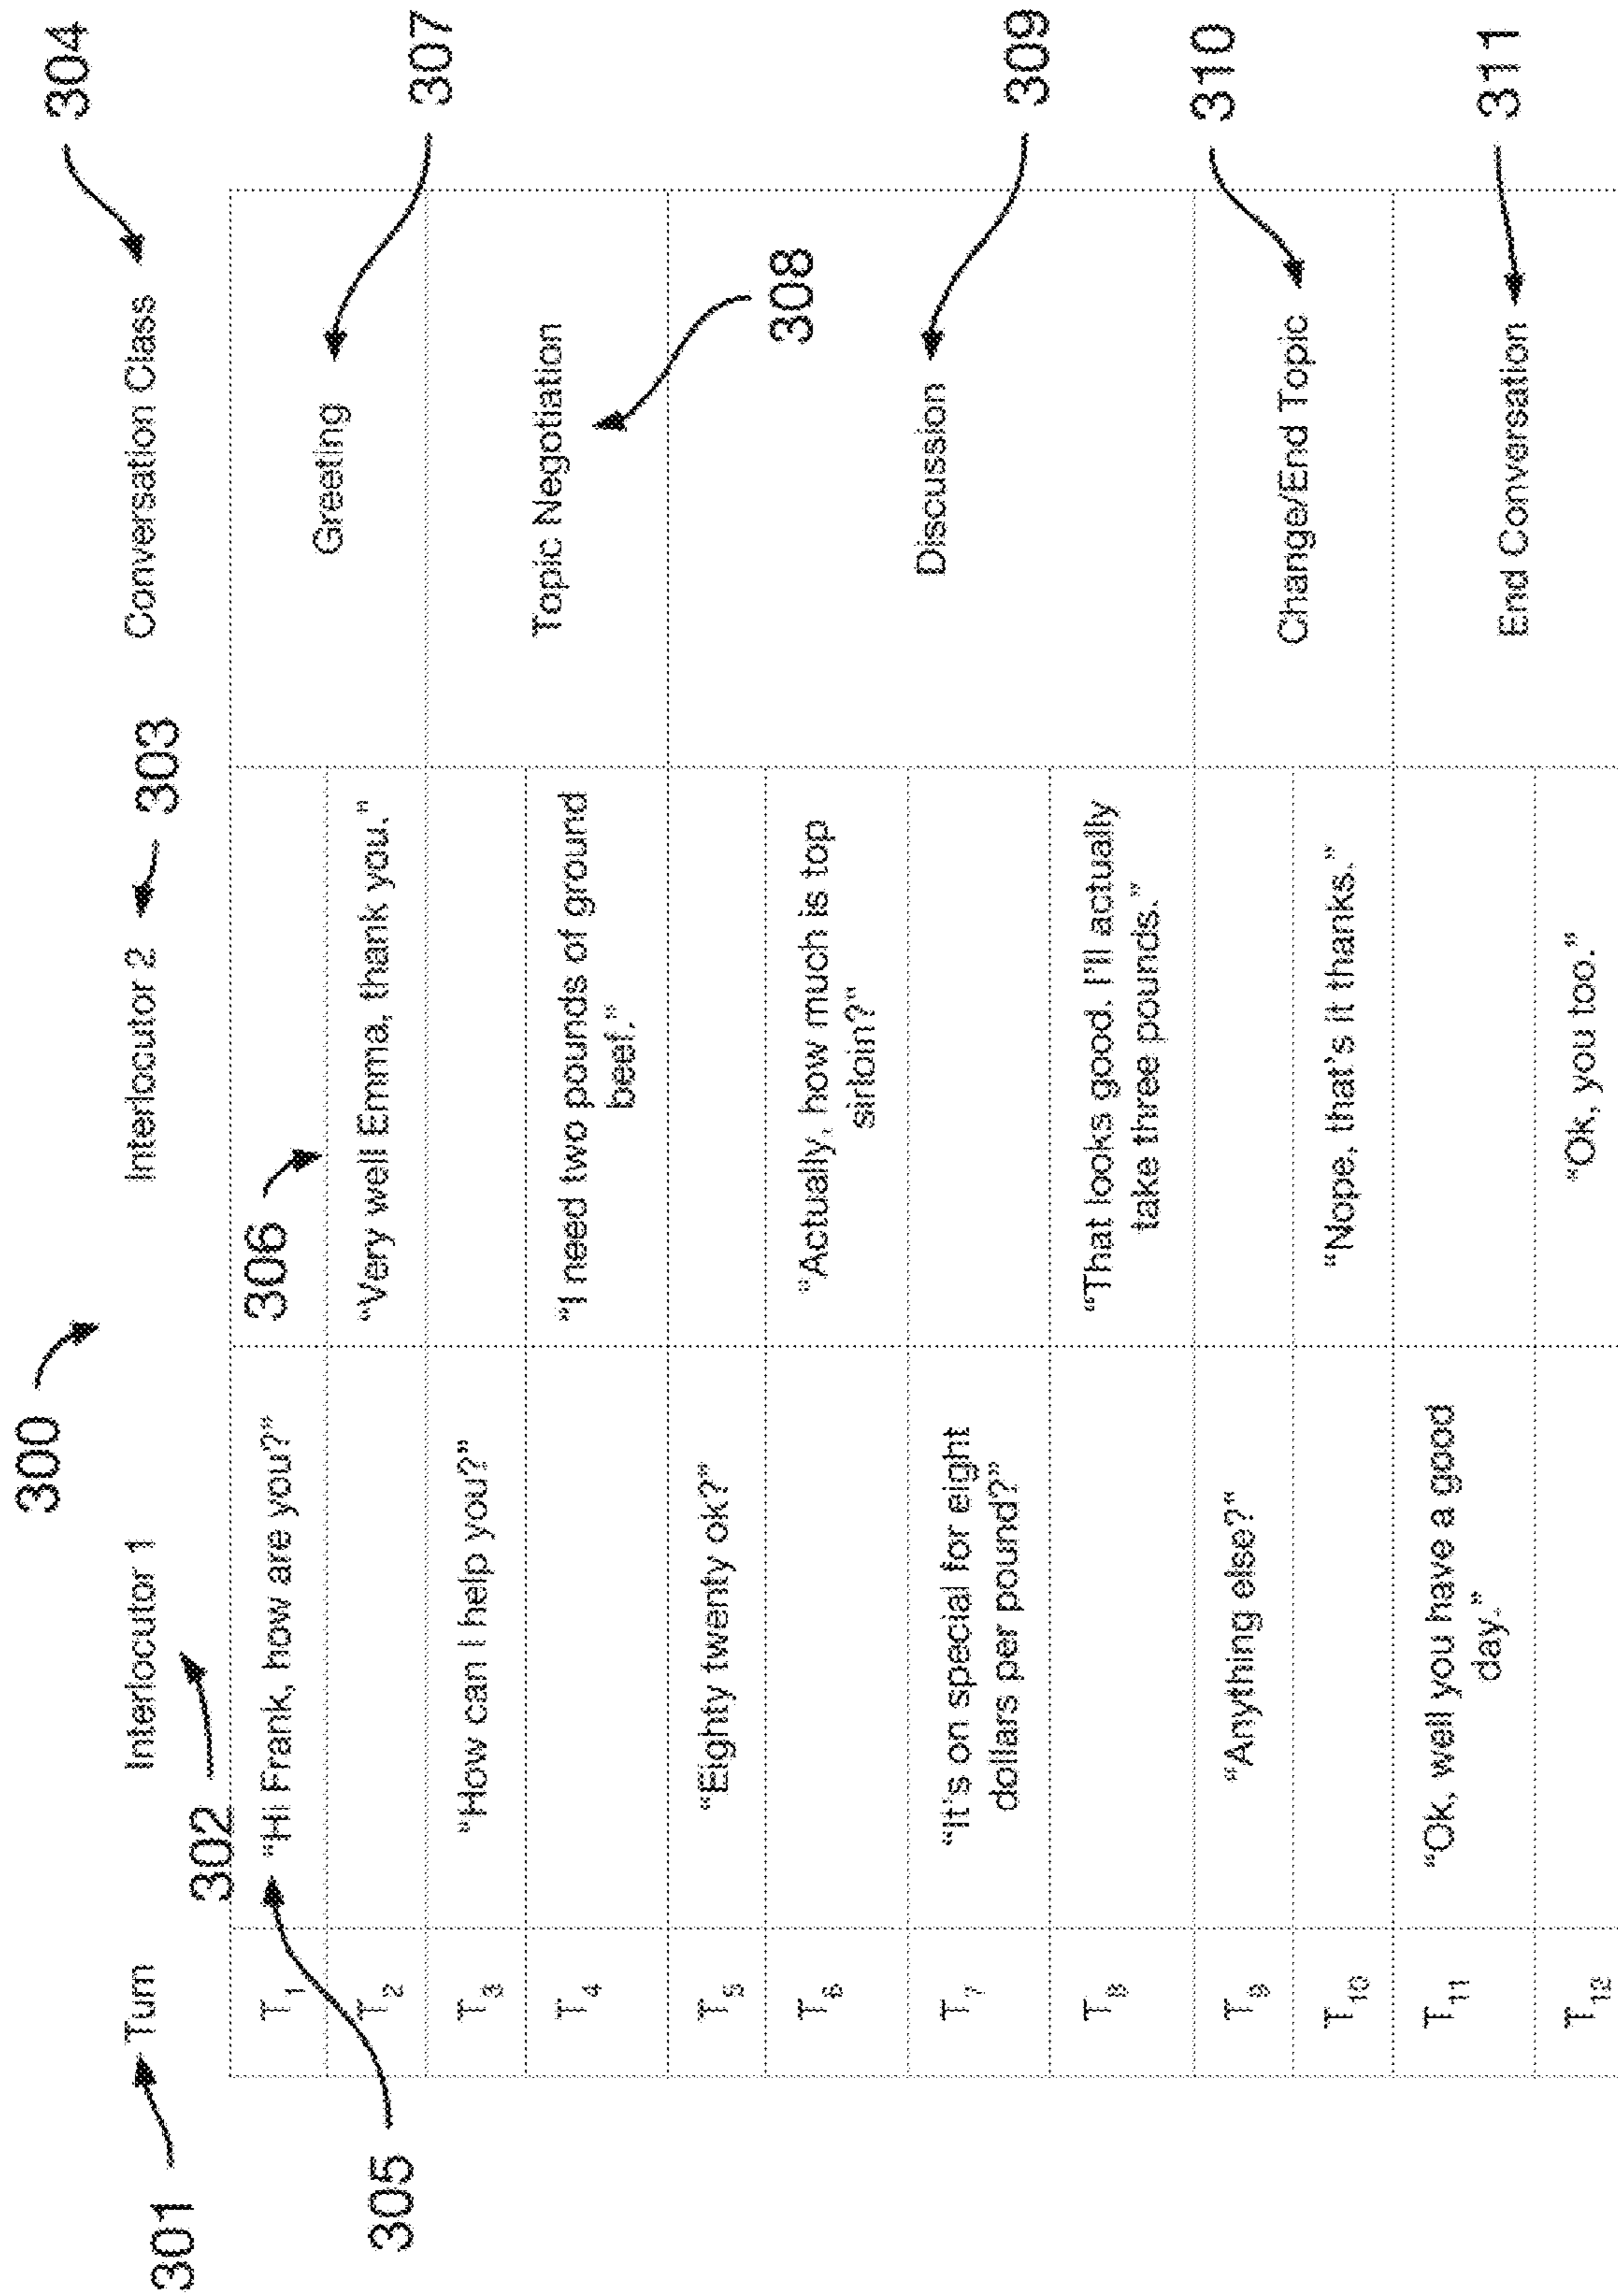 300
304
301
Turn
Interlocutor 1
Interlocutor 2
303
Conversation Class
302
306
T1
"Hi Frank, how are you?"
Greeting
307
T2
"Very well Emma, thank you."
305
T3
"How can I help you?"
Topic Negotiation
T4
"I need two pounds of ground
beef."
308
T5
"Eighty twenty ok?"
Discussion
309
T6
"Actually, how much is top
sirloin?"
T7
"It's on special for eight
dollars per pound?"
T8
"That looks good. I'll actually
take three pounds."
T9
"Anything else?"
Change/End Topic
310
T10
"Nope, that's it thanks."
T11
"Ok, well you have a good
day."
End Conversation
311
T12
"Ok, you too."